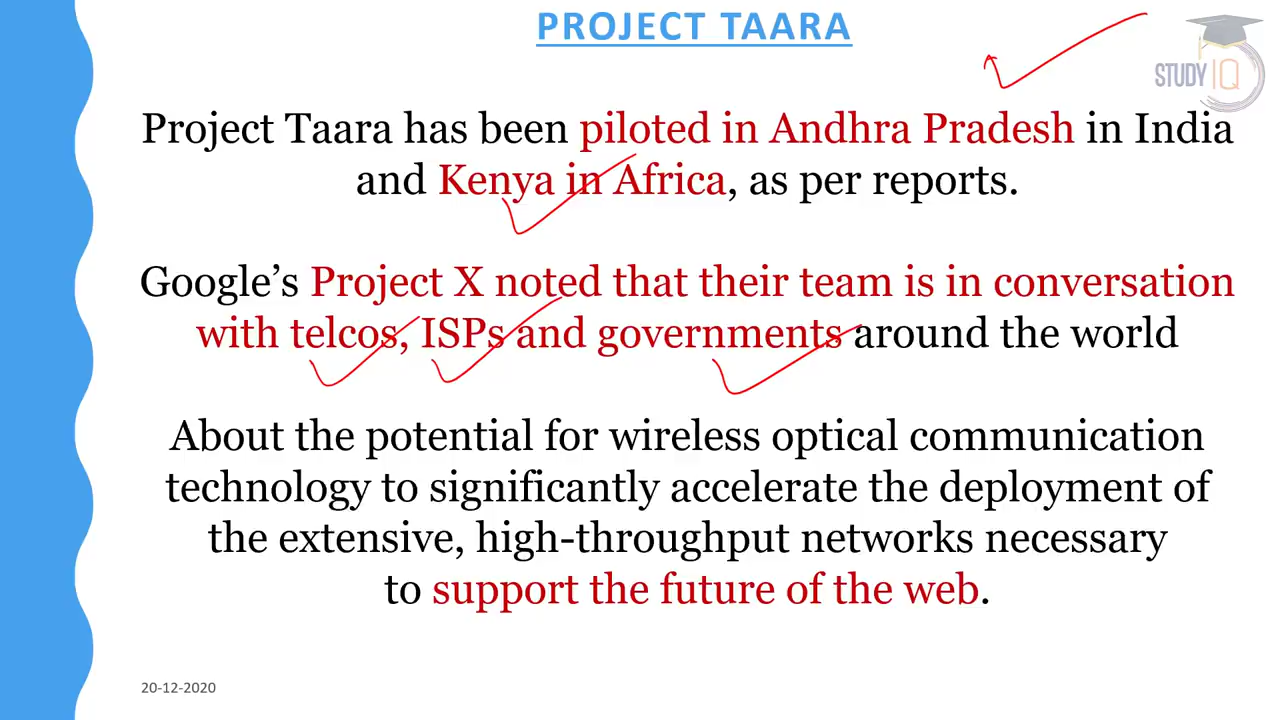 PROJECT TAARA
STUDY IQ
Project Taara has been piloted in Andhra Pradesh in India
and Kenya in Africa, as per reports.
Google’s Project X noted that their team is in conversation
with telcos, ISPs and governments around the world
About the potential for wireless optical communication
technology to significantly accelerate the deployment of
the extensive, high-throughput networks necessary
to support the future of the web.
20-12-2020